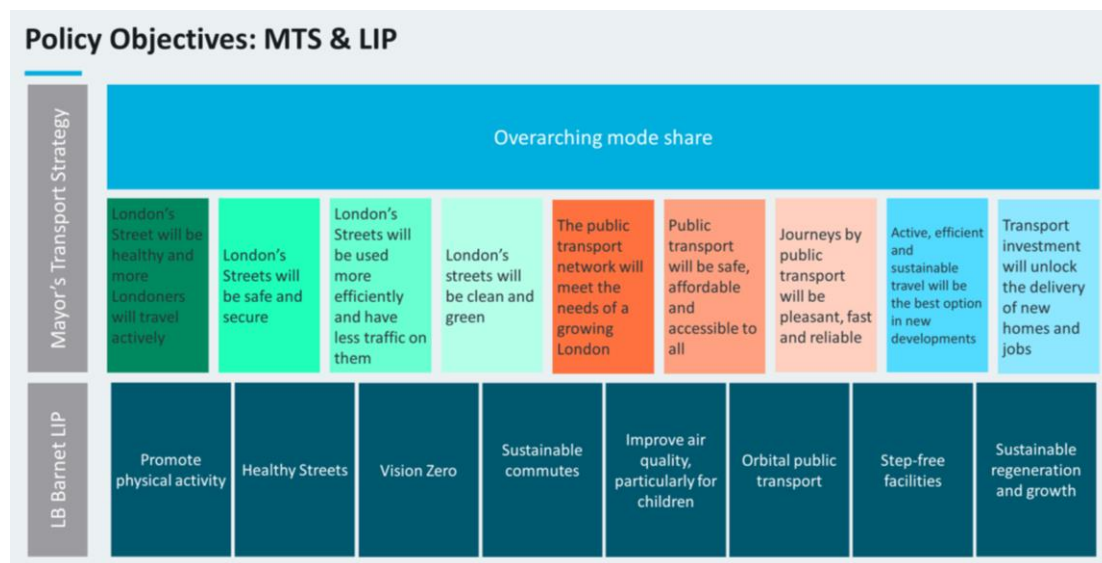 Policy Objectives: MTS & LIP
Mayor's Transport Strategy
Overarching mode share
London's
Street will be
healthy and
more
Londoners
will travel
actively
London's
Streets will
be safe and
secure
London's
Streets will
be used
more
efficiently
and have
less traffic on
them
London's
streets will
be clean and
green
The public
transport
network will
meet the
needs of a
growing
London
Public
transport
will be safe,
affordable
and
accessible to
all
Journeys by
public
transport
will be
pleasant, fast
and reliable
Active, efficient
and
sustainable
travel will be
the best option
in new
developments
Transport
investment
will unlock
the delivery
of new
homes and
jobs
LB Barnet LIP
Promote
physical activity
Healthy Streets
Vision Zero
Sustainable
commutes
Improve air
quality,
particularly for
children
Orbital public
transport
Step-free
facilities
Sustainable
regeneration
and growth